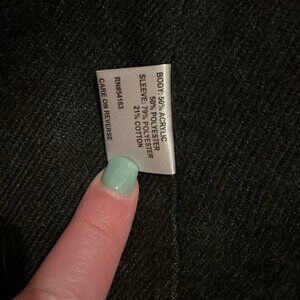 BODY: 50% ACRYLIC
50% POLYESTER
SLEEVE: 79% POLYESTER
21% COTTON
RN#54163
CARE ON REVERSE